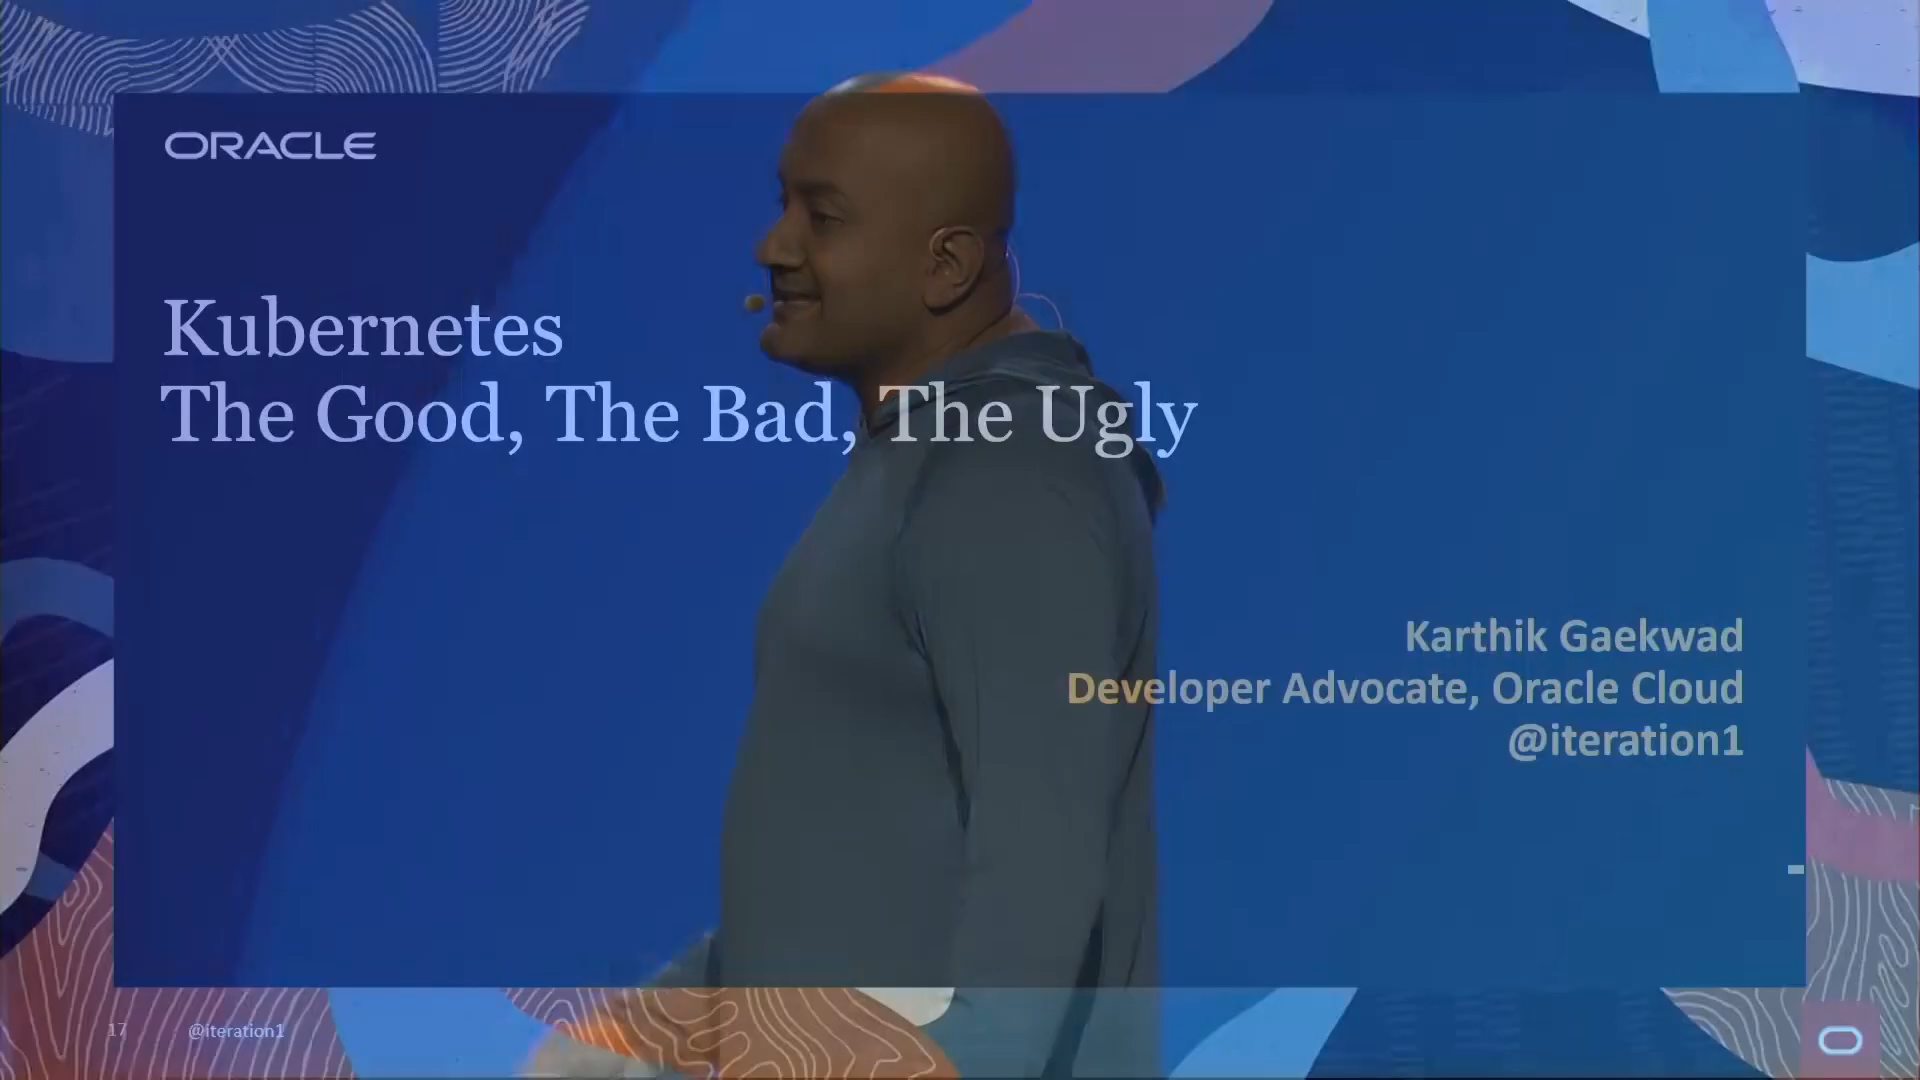 ORACLE
Kubernetes
The Good, The Bad, The Ugly
Karthik Gaekwad
Developer Advocate, Oracle Cloud
@iteration1
17
@iteration1